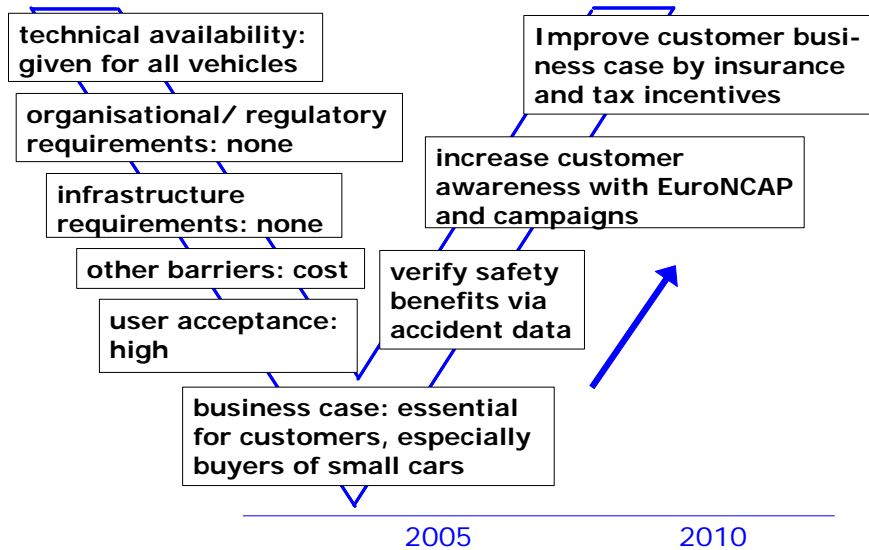 technical availability:
given for all vehicles
organisational/ regulatory
requirements: none
infrastructure
requirements: none
other barriers: cost
user acceptance:
high
business case: essential
for customers, especially
buyers of small cars
verify safety
benefits via
accident data
increase customer
awareness with EuroNCAP
and campaigns
Improve customer busi-
ness case by insurance
and tax incentives
2005
2010